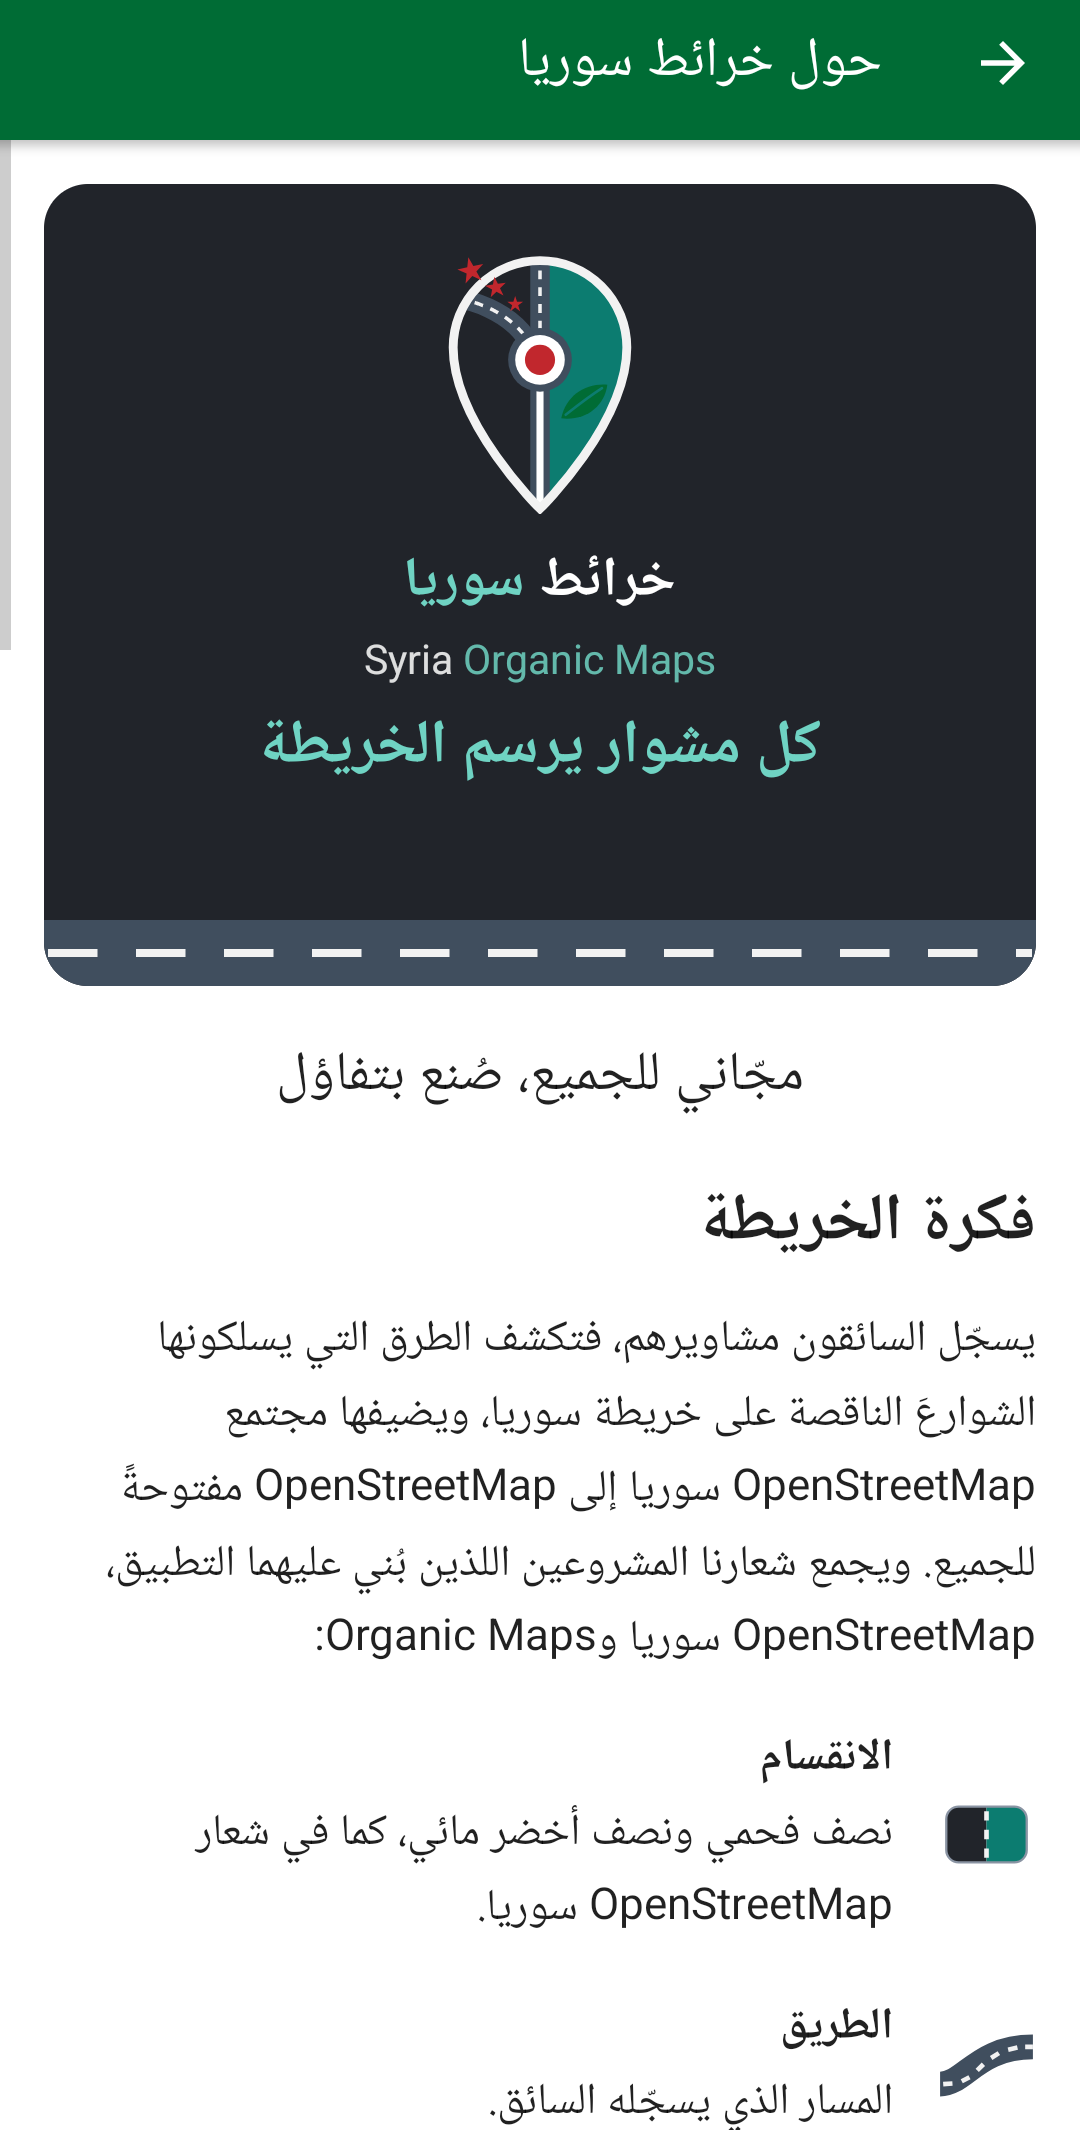 حول خرائط سوريا
خرائط سوريا
Syria Organic Maps
كل مشوار يرسم الخريطة
مجّاني للجميع، صُنع بتفاؤل
فكرة الخريطة
يسجّل السائقون مشاويرهم، فتكشف الطرق التي يسلكونها
الشوارعَ الناقصة على خريطة سوريا، ويضيفها مجتمع
OpenStreetMap سوريا إلى OpenStreetMap مفتوحةً
للجميع. ويجمع شعارنا المشروعين اللذين بُني عليهما التطبيق،
OpenStreetMap سوريا وOrganic Maps:
الانقسام
نصف فحمي ونصف أخضر مائي، كما في شعار
OpenStreetMap سوريا.
الطريق
المسار الذي يسجّله السائق.